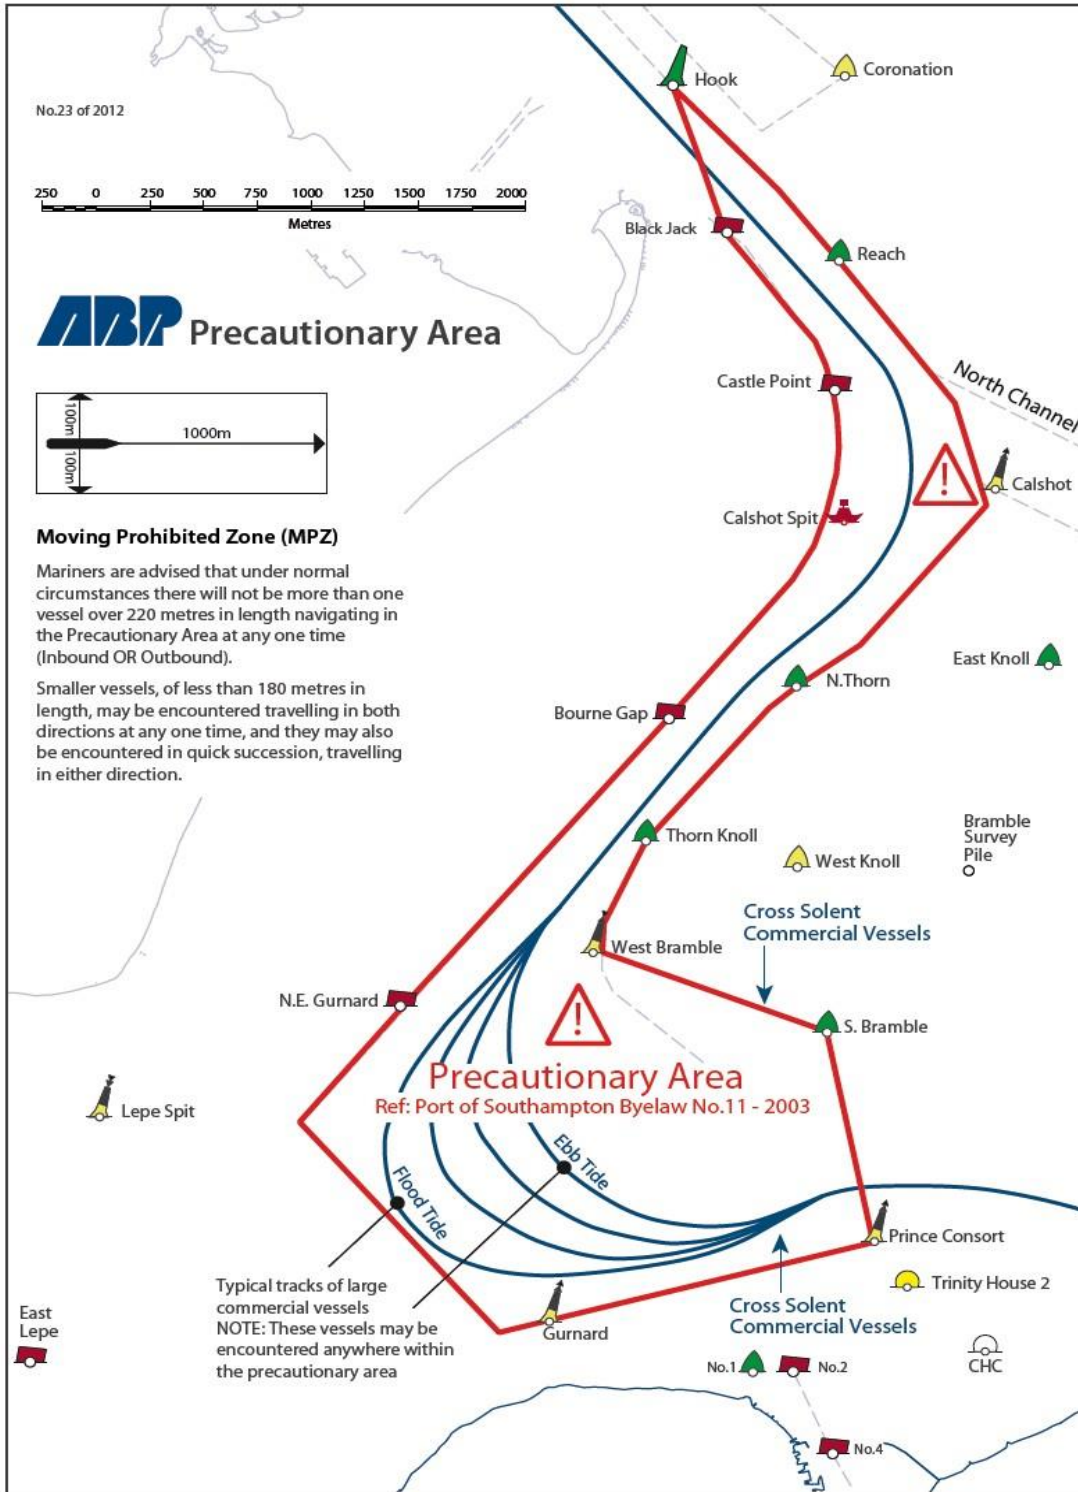 Hook
Coronation
No.23 of 2012
250 0 250 500 750 1000 1250 1500 1750 2000
Metres
Black Jack
Reach
ABP Precautionary Area
Castle Point
North Channel
100m
1000m
100m
!
Calshot
Calshot Spit
Moving Prohibited Zone (MPZ)
Mariners are advised that under normal
circumstances there will not be more than one
vessel over 220 metres in length navigating in
the Precautionary Area at any one time
(Inbound OR Outbound).
Smaller vessels, of less than 180 metres in
length, may be encountered travelling in both
directions at any one time, and they may also
be encountered in quick succession, travelling
in either direction.
East Knoll
N.Thorn
Bourne Gap
Thorn Knoll
West Knoll
Bramble
Survey
Pile
Cross Solent
Commercial Vessels
West Bramble
N.E. Gurnard
!
S. Bramble
Precautionary Area
Ref: Port of Southampton Byelaw No.11 - 2003
Lepe Spit
Ebb Tide
Flood Tide
Prince Consort
Trinity House 2
Typical tracks of large
commercial vessels
NOTE: These vessels may be
encountered anywhere within
the precautionary area
Gurnard
Cross Solent
Commercial Vessels
East
Lepe
No.1
No.2
CHC
No.4